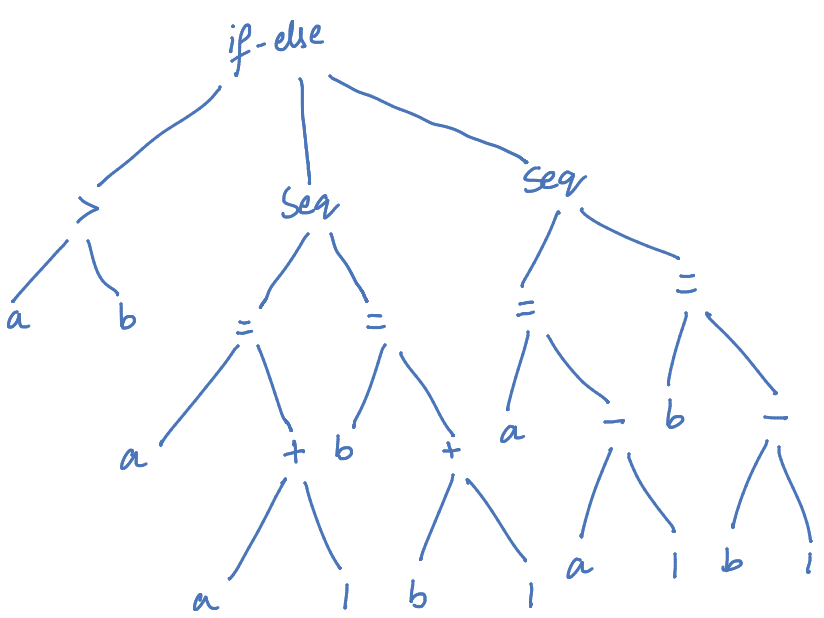 if-else
> seq seq
a b = = = =
a + b + a - b -
a 1 b 1 a 1 b 1